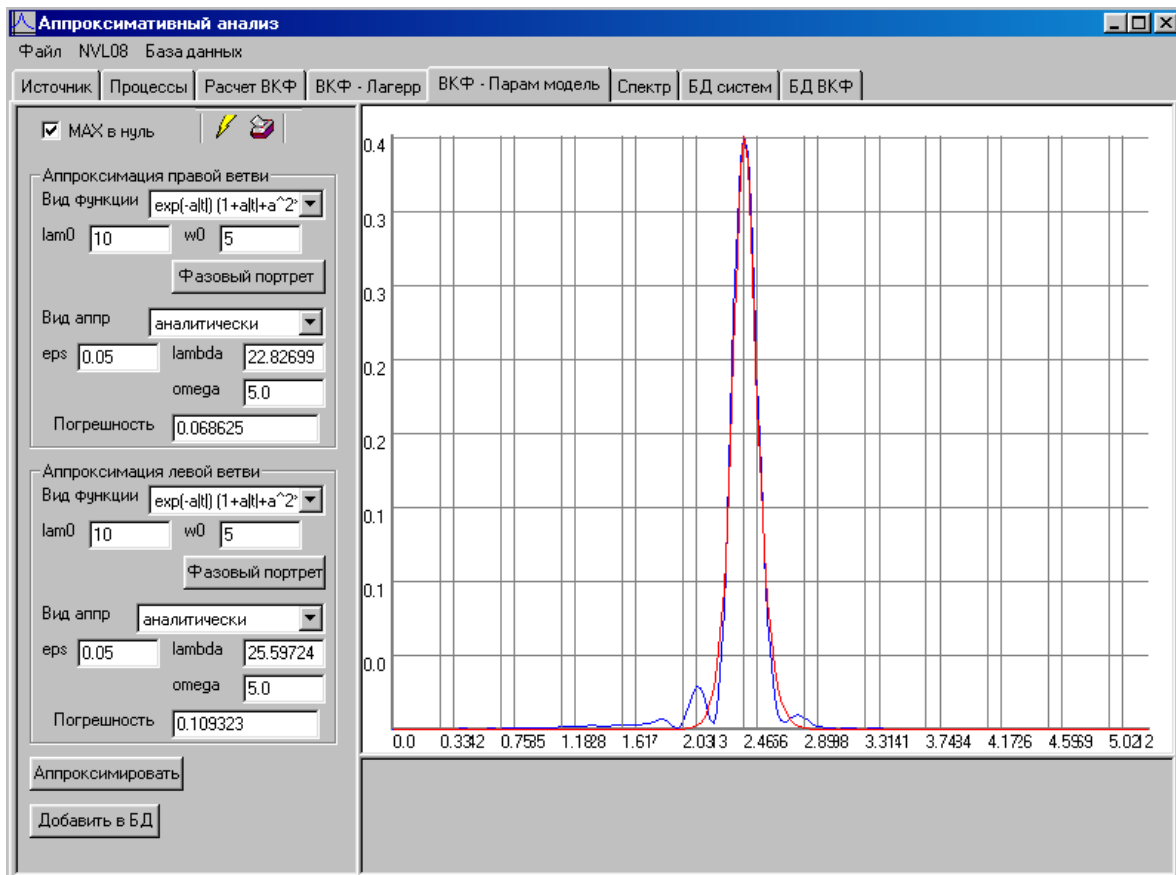 Аппроксимативный анализ
Файл NVL08 База данных
Источник Процессы Расчет ВКФ ВКФ - Лагерр ВКФ - Парам модель Спектр БД систем БД ВКФ
MAX в нуль
Аппроксимация правой ветви
Вид функции exp(-a|t|) (1+a|t|+a^2*
lam0 10 w0 5
Фазовый портрет
Вид аппр аналитически
eps 0.05 lambda 22.82699
omega 5.0
Погрешность 0.068625
Аппроксимация левой ветви
Вид функции exp(-a|t|) (1+a|t|+a^2*
lam0 10 w0 5
Фазовый портрет
Вид аппр аналитически
eps 0.05 lambda 25.59724
omega 5.0
Погрешность 0.109323
Аппроксимировать
Добавить в БД
0.4
0.3
0.3
0.2
0.2
0.1
0.1
0.0
0.0 0.3342 0.7585 1.1828 1.617 2.0313 2.4656 2.8998 3.3141 3.7484 4.1726 4.5969 5.0212